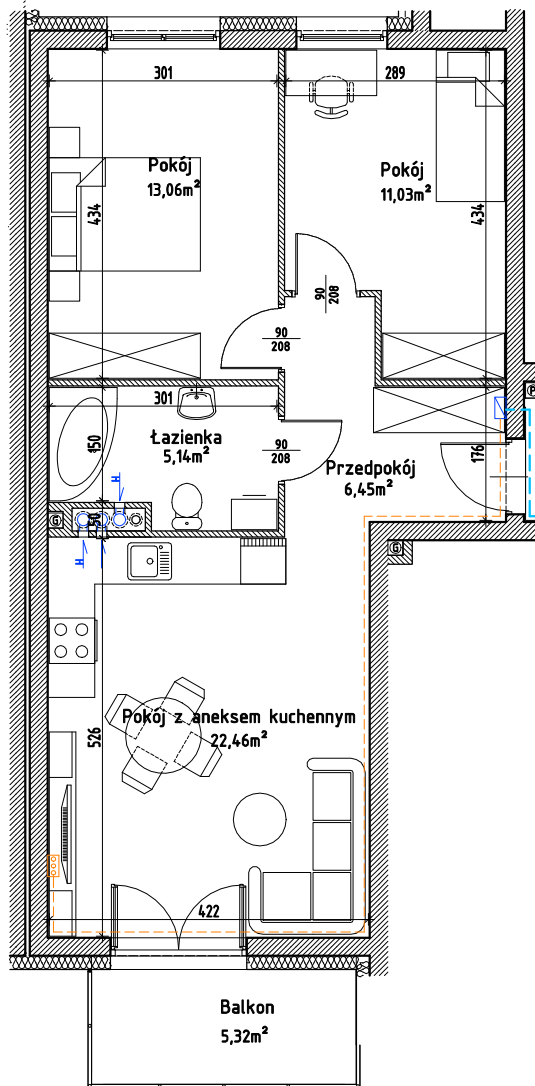 301
289
Pokój
13,06m²
Pokój
11,03m²
434
434
90
208
90
208
301
Łazienka
5,14m²
150
90
208
Przedpokój
6,45m²
176
P
H
G
50
H
G
Pokój z aneksem kuchennym
22,46m²
526
422
Balkon
5,32m²